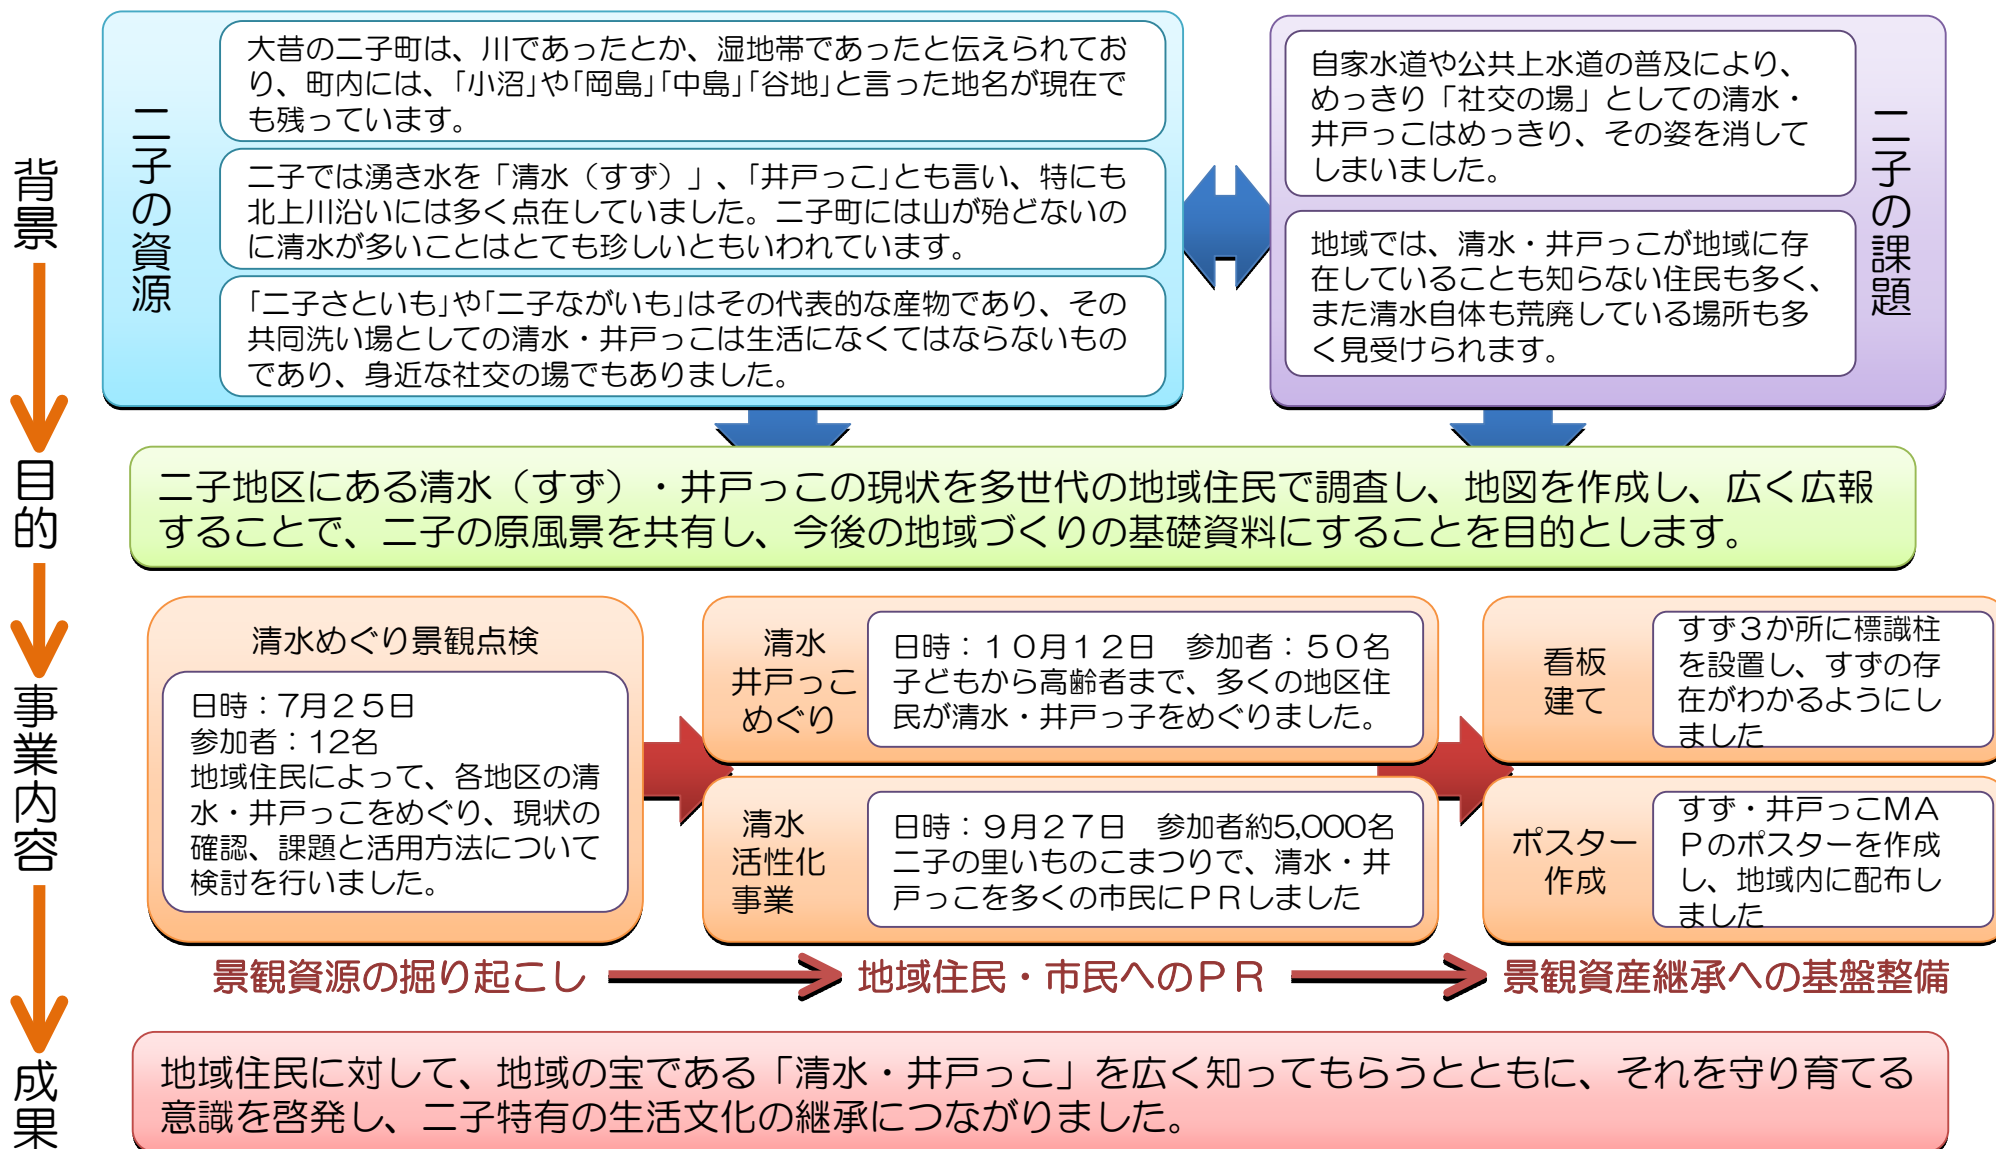 背景
目的
事業内容
成果
二子の資源
大昔の二子町は、川であったとか、湿地帯であったと伝えられてお
り、町内には、「小沼」や「岡島」「中島」「谷地」と言った地名が現在で
も残っています。
二子では湧き水を「清水（すず）」、「井戸っこ」とも言い、特にも
北上川沿いには多く点在していました。二子町には山が殆どないの
に清水が多いことはとても珍しいともいわれています。
「二子さといも」や「二子ながいも」はその代表的な産物であり、その
共同洗い場としての清水・井戸っこは生活になくてはならないもの
であり、身近な社交の場でもありました。
二子の課題
自家水道や公共上水道の普及により、
めっきり「社交の場」としての清水・
井戸っこはめっきり、その姿を消して
しまいました。
地域では、清水・井戸っこが地域に存
在していることも知らない住民も多く、
また清水自体も荒廃している場所も多
く見受けられます。
二子地区にある清水（すず）・井戸っこの現状を多世代の地域住民で調査し、地図を作成し、広く広報
することで、二子の原風景を共有し、今後の地域づくりの基礎資料にすることを目的とします。
清水めぐり景観点検
日時：7月２５日
参加者：12名
地域住民によって、各地区の清
水・井戸っこをめぐり、現状の
確認、課題と活用方法について
検討を行いました。
清水
井戸っこ
めぐり
日時：１０月１２日　参加者：５０名
子どもから高齢者まで、多くの地区住
民が清水・井戸っ子をめぐりました。
清水
活性化
事業
日時：９月２７日　参加者約5,000名
二子の里いものこまつりで、清水・井
戸っこを多くの市民にＰＲしました
看板
建て
すず３か所に標識柱
を設置し、すずの存
在がわかるようにし
ました
ポスター
作成
すず・井戸っこＭＡ
Ｐのポスターを作成
し、地域内に配布し
ました
景観資源の掘り起こし
地域住民・市民へのＰＲ
景観資産継承への基盤整備
地域住民に対して、地域の宝である「清水・井戸っこ」を広く知ってもらうとともに、それを守り育てる
意識を啓発し、二子特有の生活文化の継承につながりました。